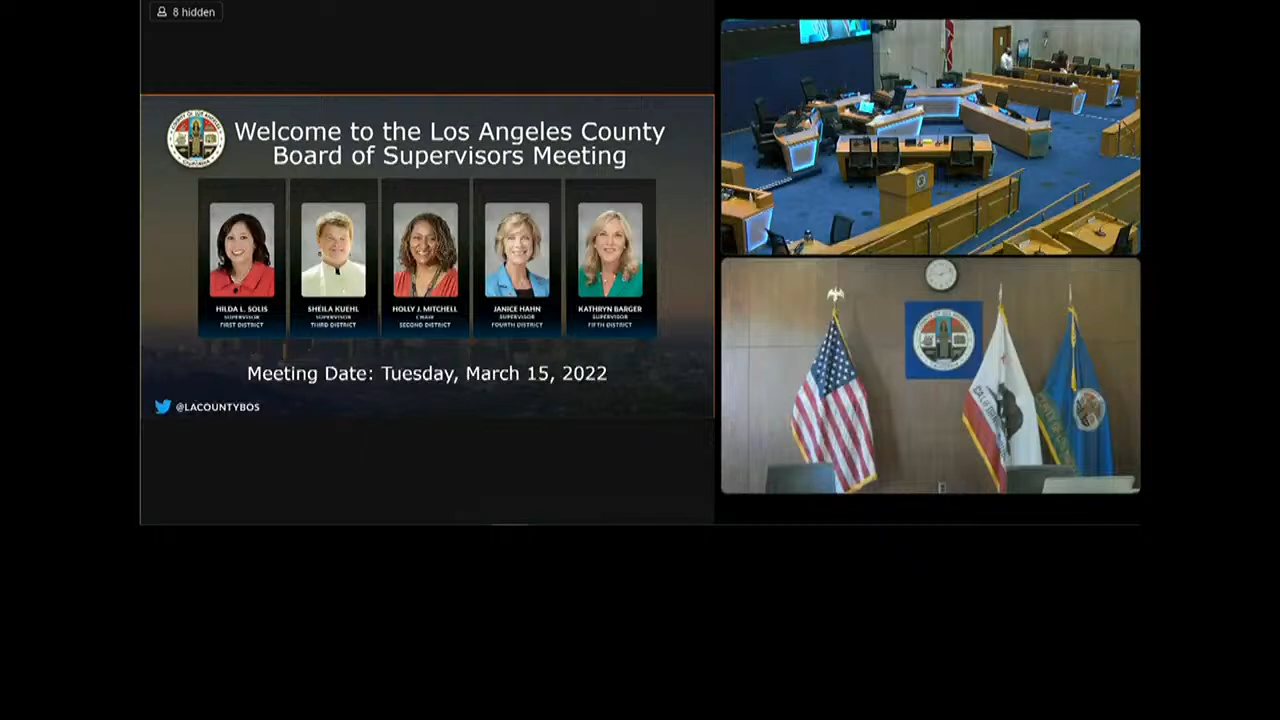 8 hidden
Welcome to the Los Angeles County
Board of Supervisors Meeting
HILDA L. SOLIS
SUPERVISOR
FIRST DISTRICT
SHEILA KUEHL
SUPERVISOR
THIRD DISTRICT
HOLLY J. MITCHELL
CHAIR
SECOND DISTRICT
JANICE HAHN
SUPERVISOR
FOURTH DISTRICT
KATHRYN BARGER
SUPERVISOR
FIFTH DISTRICT
Meeting Date: Tuesday, March 15, 2022
@LACOUNTYBOS